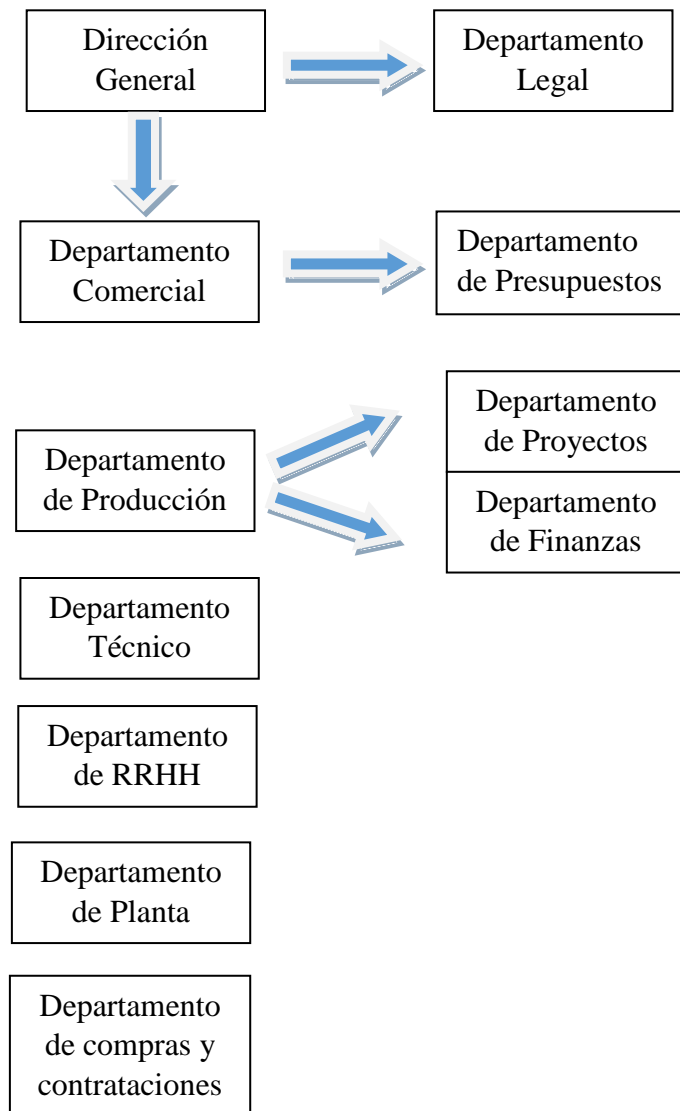 Dirección
General
Departamento
Legal
Departamento
Comercial
Departamento
de Presupuestos
Departamento
de Producción
Departamento
de Proyectos
Departamento
de Finanzas
Departamento
Técnico
Departamento
de RRHH
Departamento
de Planta
Departamento
de compras y
contrataciones